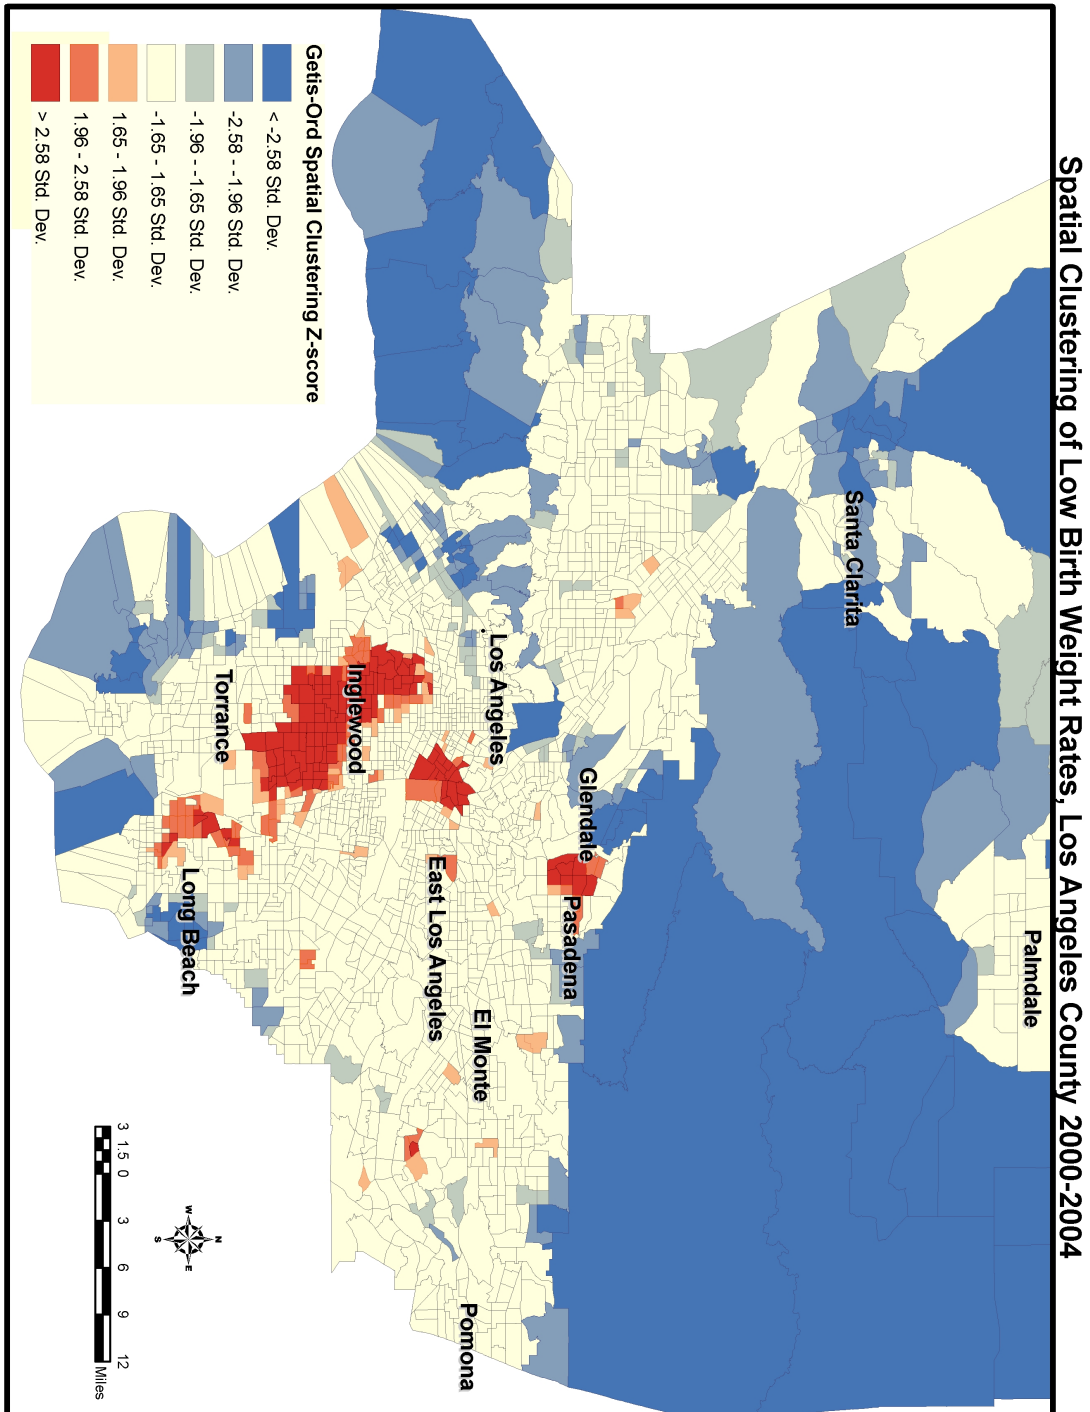 Spatial Clustering of Low Birth Weight Rates, Los Angeles County 2000-2004
Palmdale
Santa Clarita
Glendale
Pasadena
Los Angeles
El Monte
Pomona
East Los Angeles
Inglewood
Torrance
Long Beach
Getis-Ord Spatial Clustering Z-score
< -2.58 Std. Dev.
-2.58 - -1.96 Std. Dev.
-1.96 - -1.65 Std. Dev.
-1.65 - 1.65 Std. Dev.
1.65 - 1.96 Std. Dev.
1.96 - 2.58 Std. Dev.
> 2.58 Std. Dev.
N
W
E
S
3 1.5 0 3 6 9 12
Miles